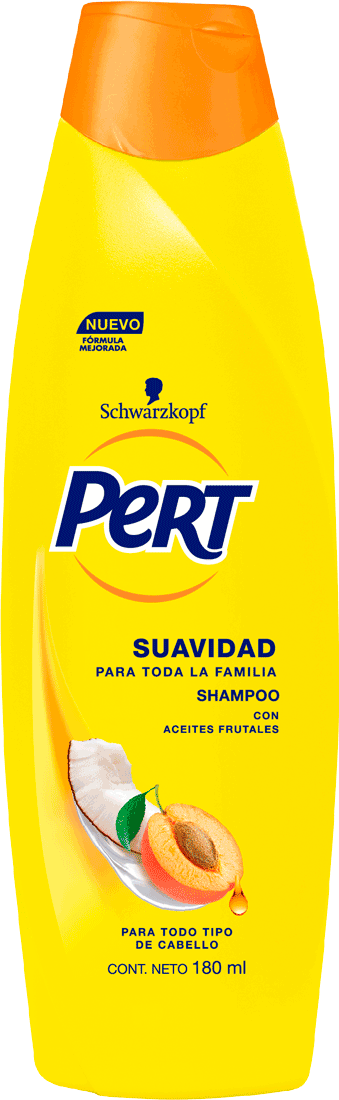 NUEVO
FÓRMULA
MEJORADA
Schwarzkopf
PERT
SUAVIDAD
PARA TODA LA FAMILIA
SHAMPOO
CON
ACEITES FRUTALES
PARA TODO TIPO
DE CABELLO
CONT. NETO 180 ml